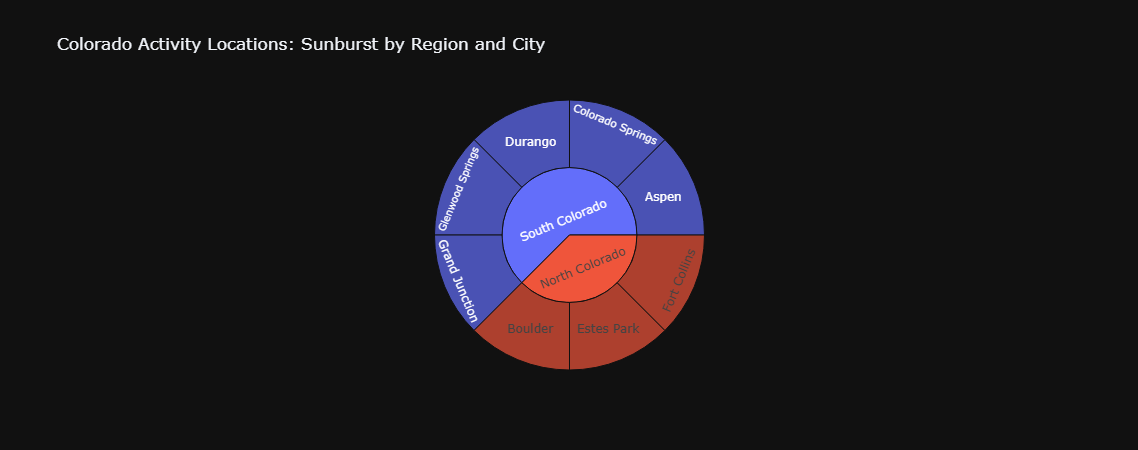 Colorado Activity Locations: Sunburst by Region and City
Colorado Springs
Durango
Aspen
Glenwood Springs
South Colorado
Grand Junction
North Colorado
Fort Collins
Boulder
Estes Park